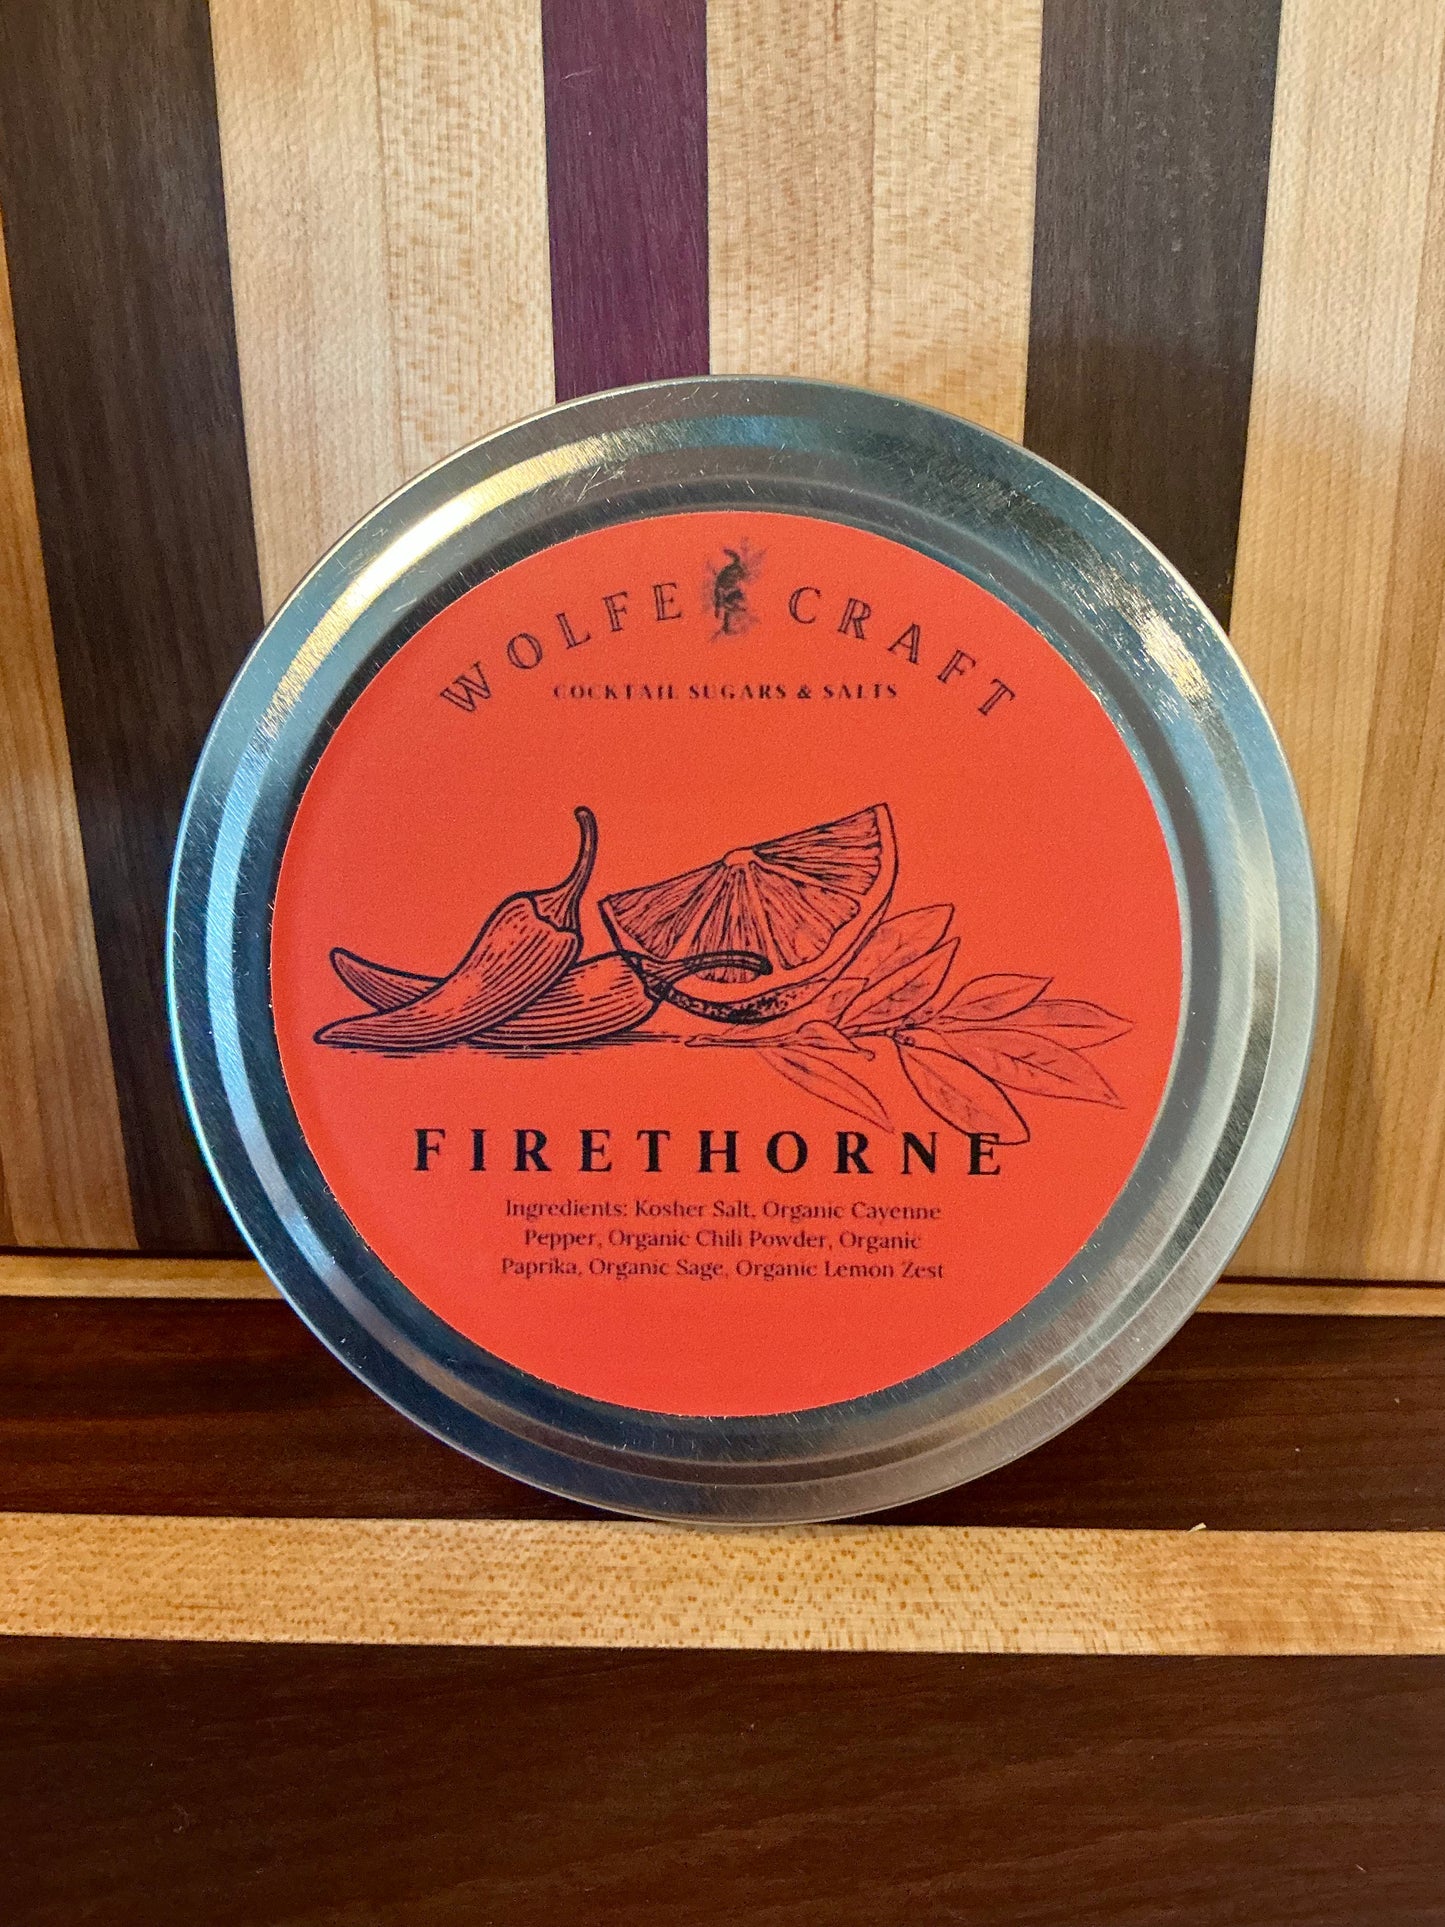 WOLFE CRAFT
COCKTAIL SUGARS & SALTS
FIRETHORNE
Ingredients: Kosher Salt, Organic Cayenne
Pepper, Organic Chili Powder, Organic
Paprika, Organic Sage, Organic Lemon Zest